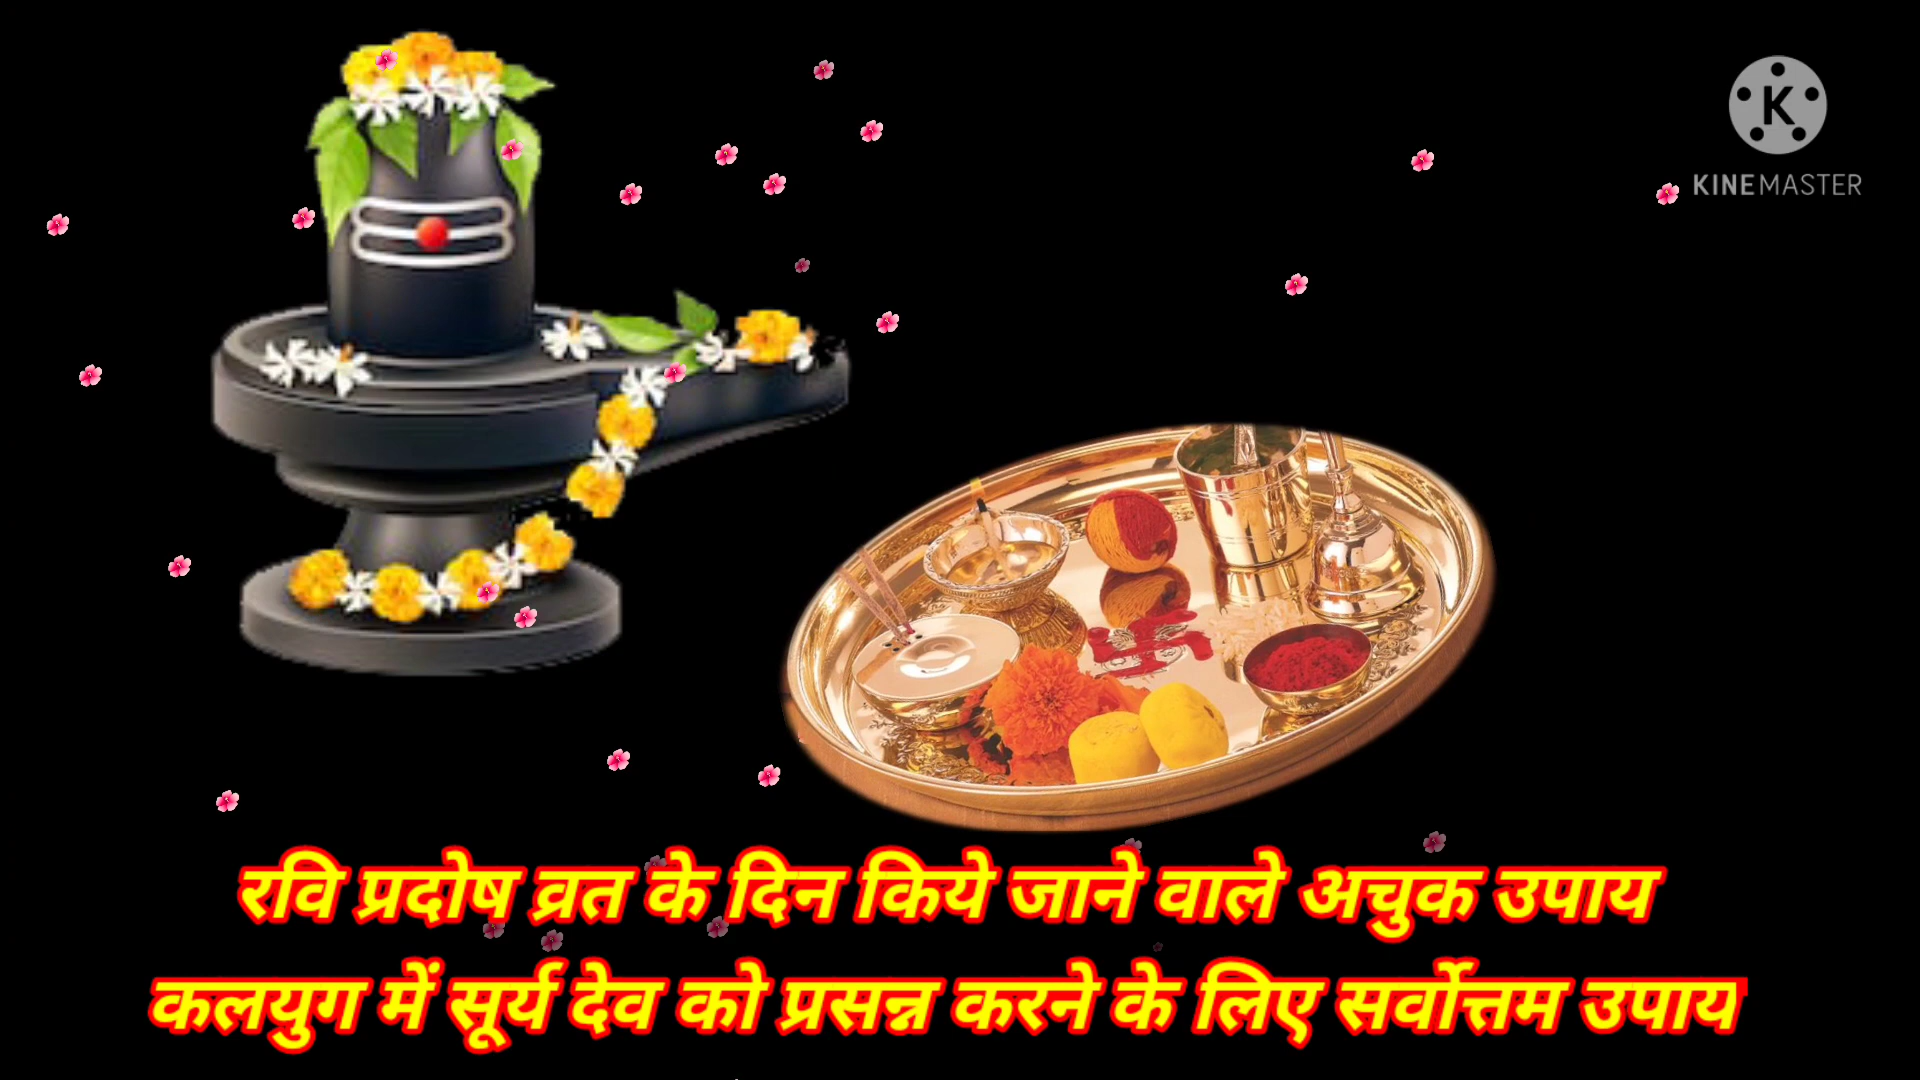 KINEMASTER
रवि प्रदोष व्रत के दिन किये जाने वाले अचुक उपाय
कलयुग में सूर्य देव को प्रसन्न करने के लिए सर्वोत्तम उपाय